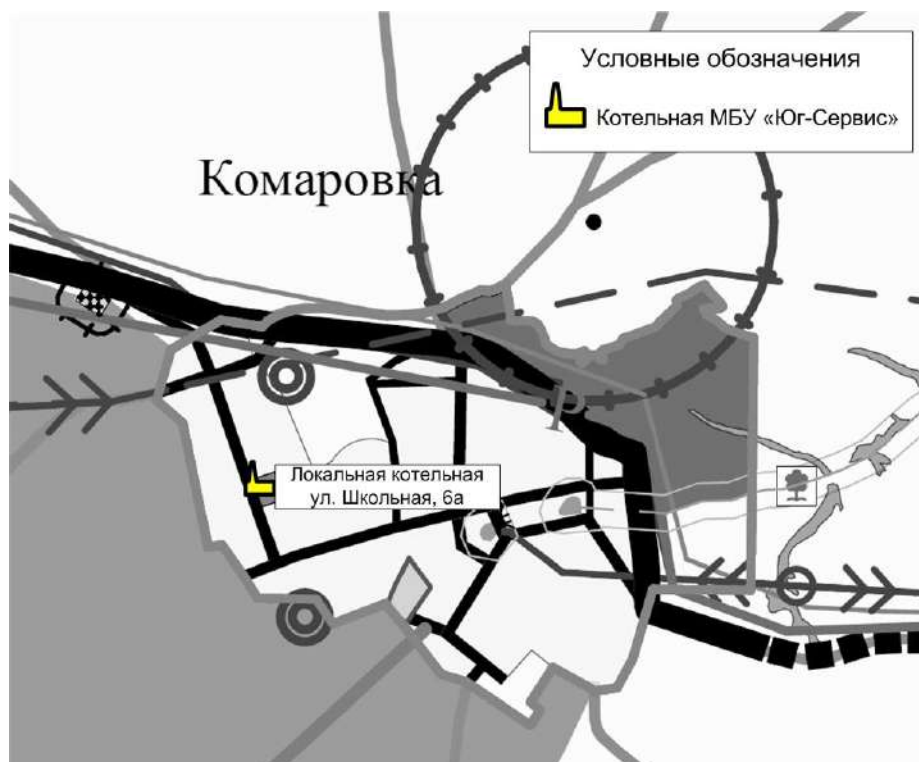 Условные обозначения
Котельная МБУ «Юг-Сервис»
Комаровка
Локальная котельная
ул. Школьная, 6а